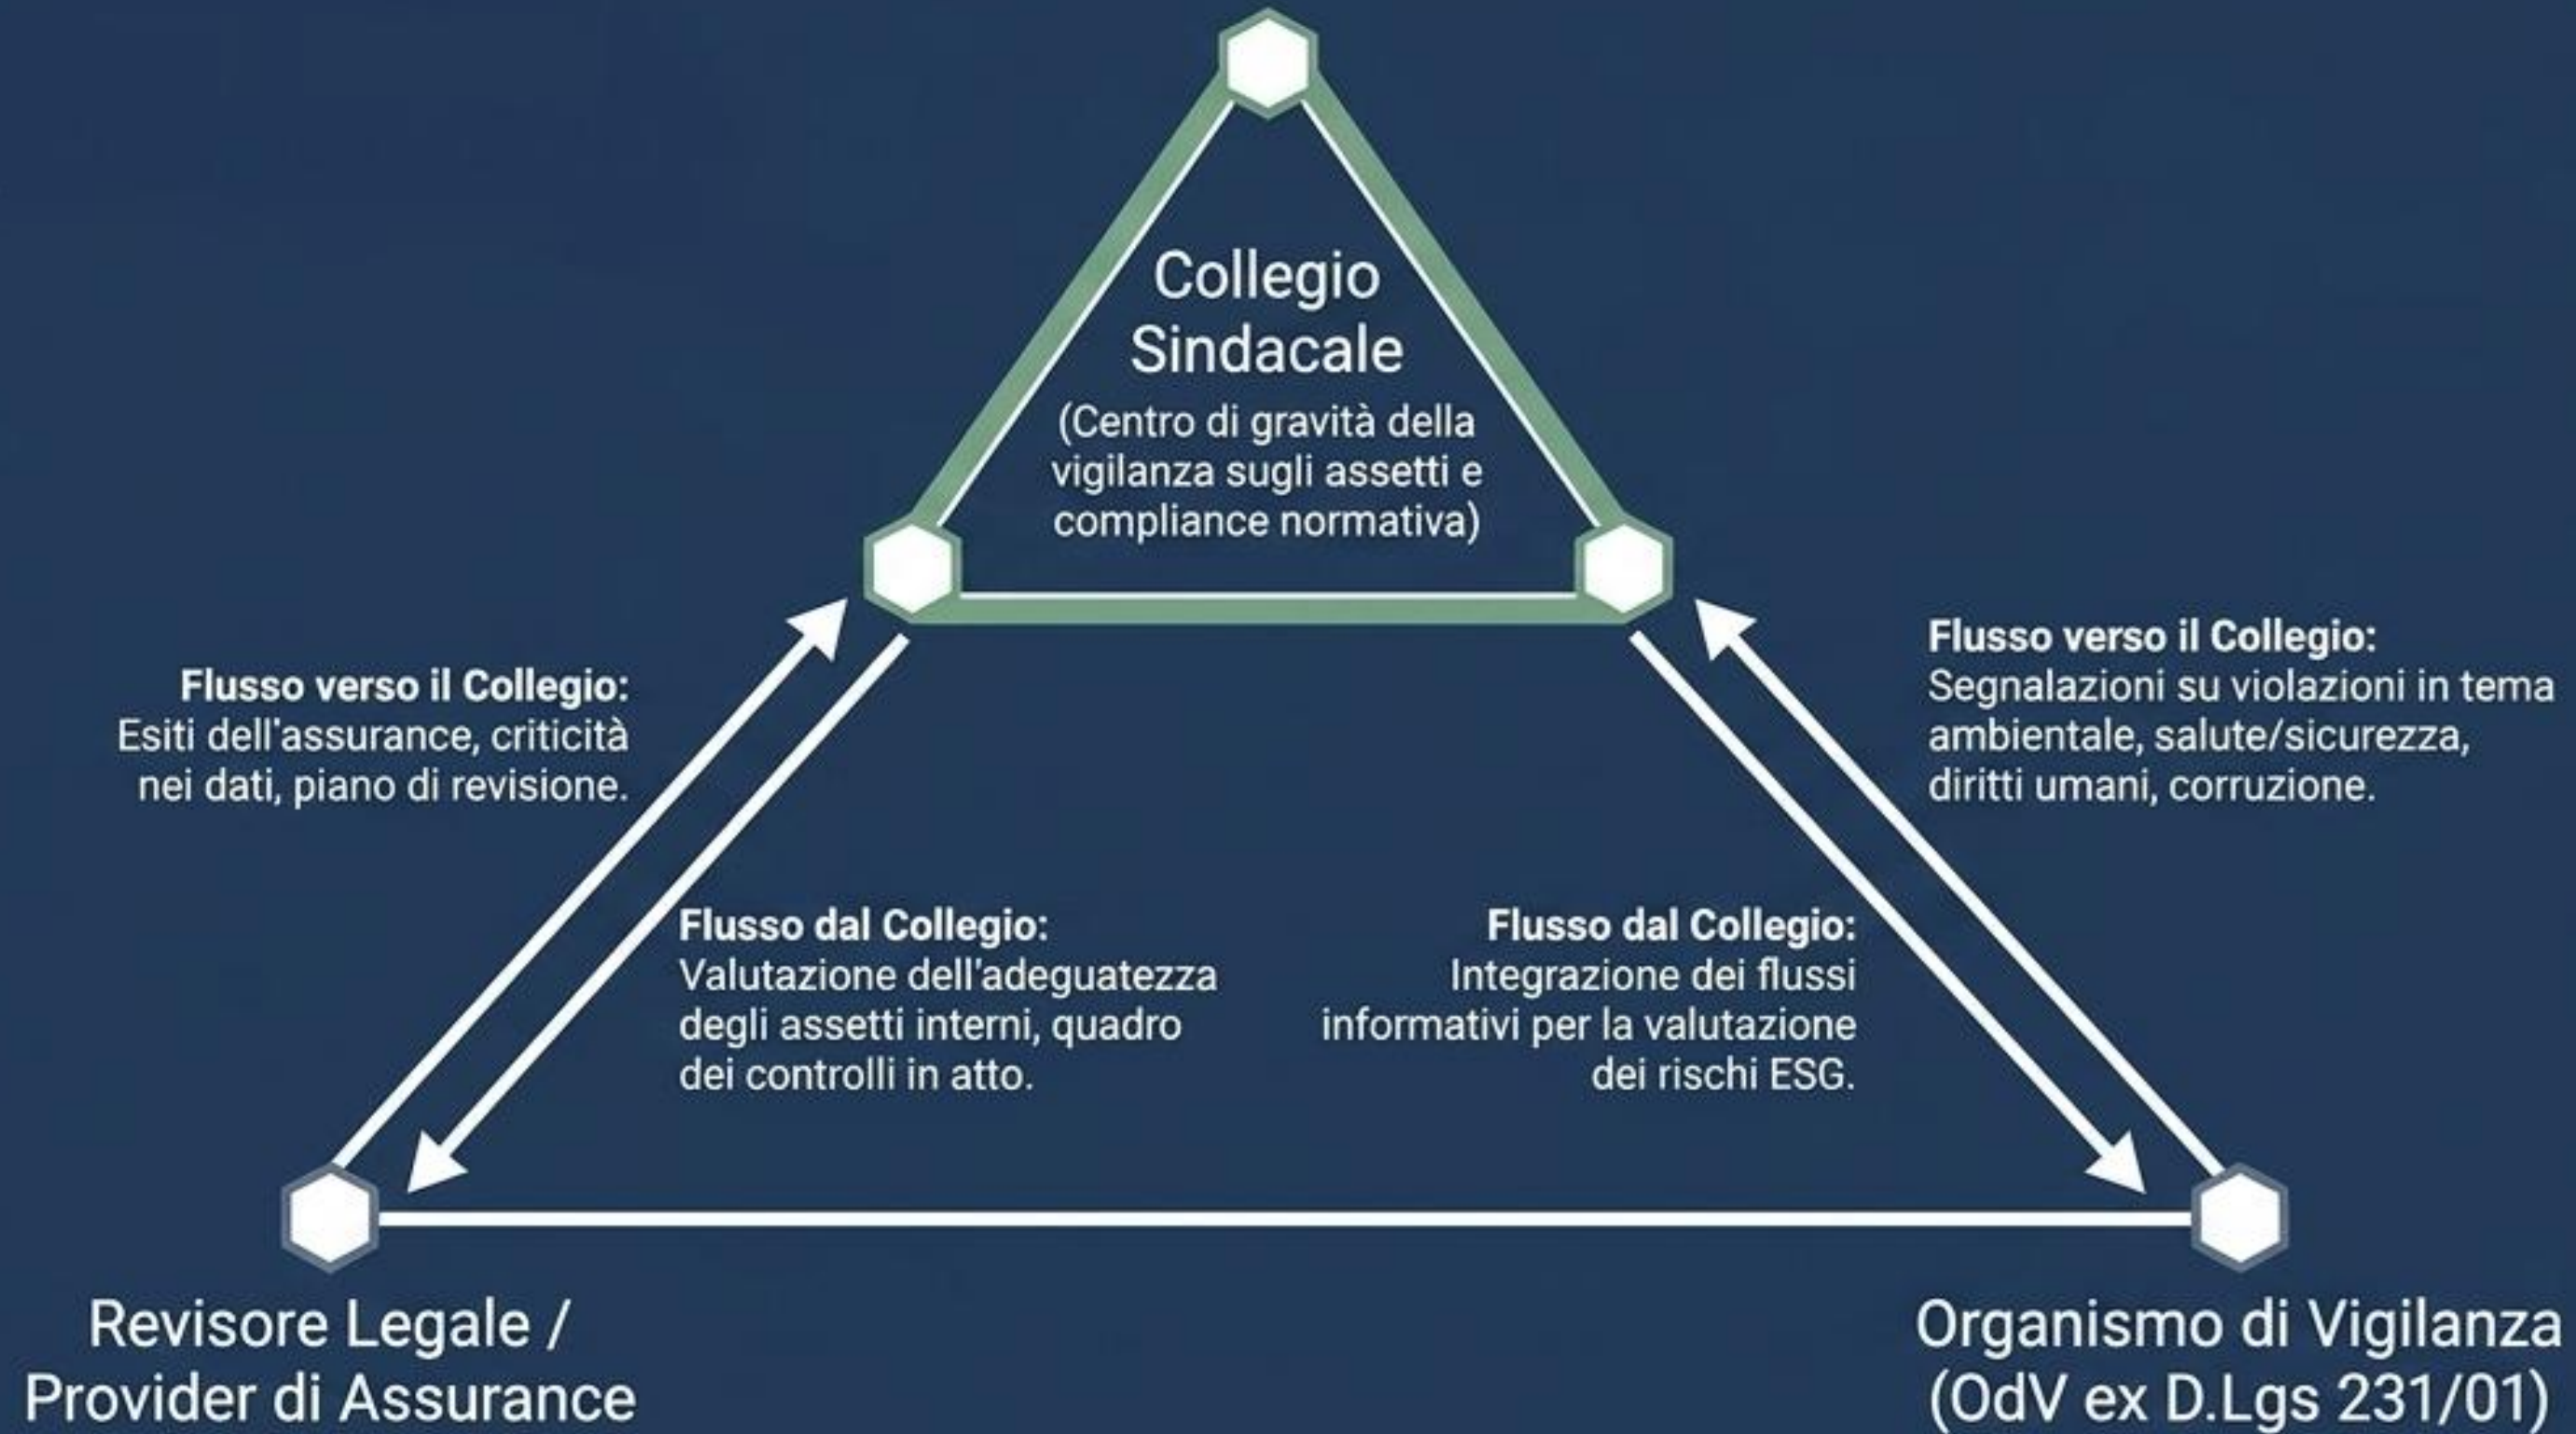 Collegio
Sindacale
(Centro di gravità della
vigilanza sugli assetti e
compliance normativa)
Flusso verso il Collegio:
Esiti dell'assurance, criticità
nei dati, piano di revisione.
Flusso verso il Collegio:
Segnalazioni su violazioni in tema
ambientale, salute/sicurezza,
diritti umani, corruzione.
Flusso dal Collegio:
Valutazione dell'adeguatezza
degli assetti interni, quadro
dei controlli in atto.
Flusso dal Collegio:
Integrazione dei flussi
informativi per la valutazione
dei rischi ESG.
Revisore Legale /
Provider di Assurance
Organismo di Vigilanza
(OdV ex D.Lgs 231/01)